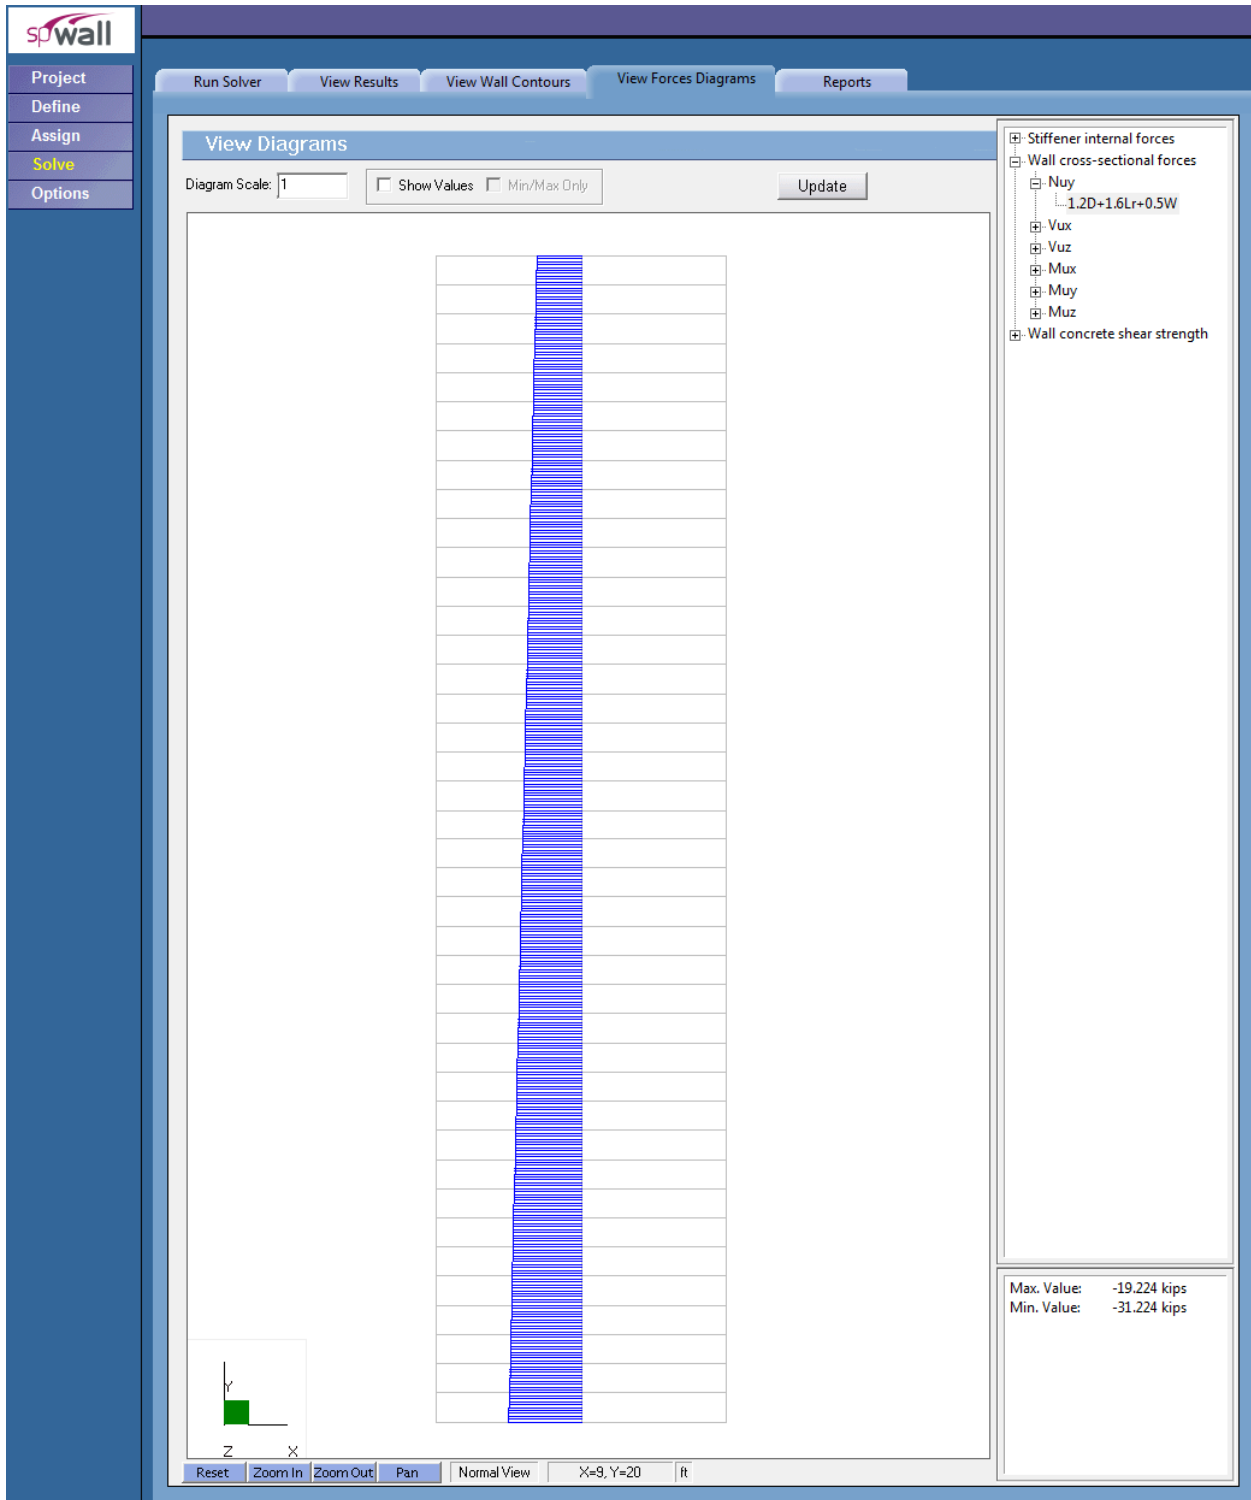 spwall
Project
Define
Assign
Solve
Options
Run Solver
View Results
View Wall Contours
View Forces Diagrams
Reports
View Diagrams
Diagram Scale: 1
Show Values
Min/Max Only
Update
Stiffener internal forces
Wall cross-sectional forces
Nuy
1.2D+1.6Lr+0.5W
Vux
Vuz
Mux
Muy
Muz
Wall concrete shear strength
Max. Value: -19.224 kips
Min. Value: -31.224 kips
Y
Z X
Reset Zoom In Zoom Out Pan Normal View X=9, Y=20 ft